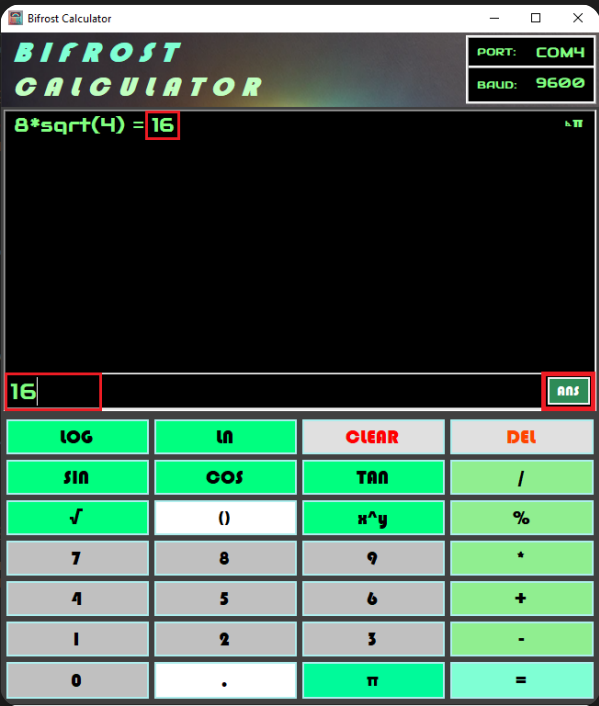 Bifrost Calculator
BIFROST
CALCULATOR
PORT: COM4
BAUD: 9600
8*sqrt(4) = 16
π
16
ANS
LOG LN CLEAR DEL
SIN COS TAN /
√ () x^y %
7 8 9 *
4 5 6 +
1 2 3 -
0 . π =